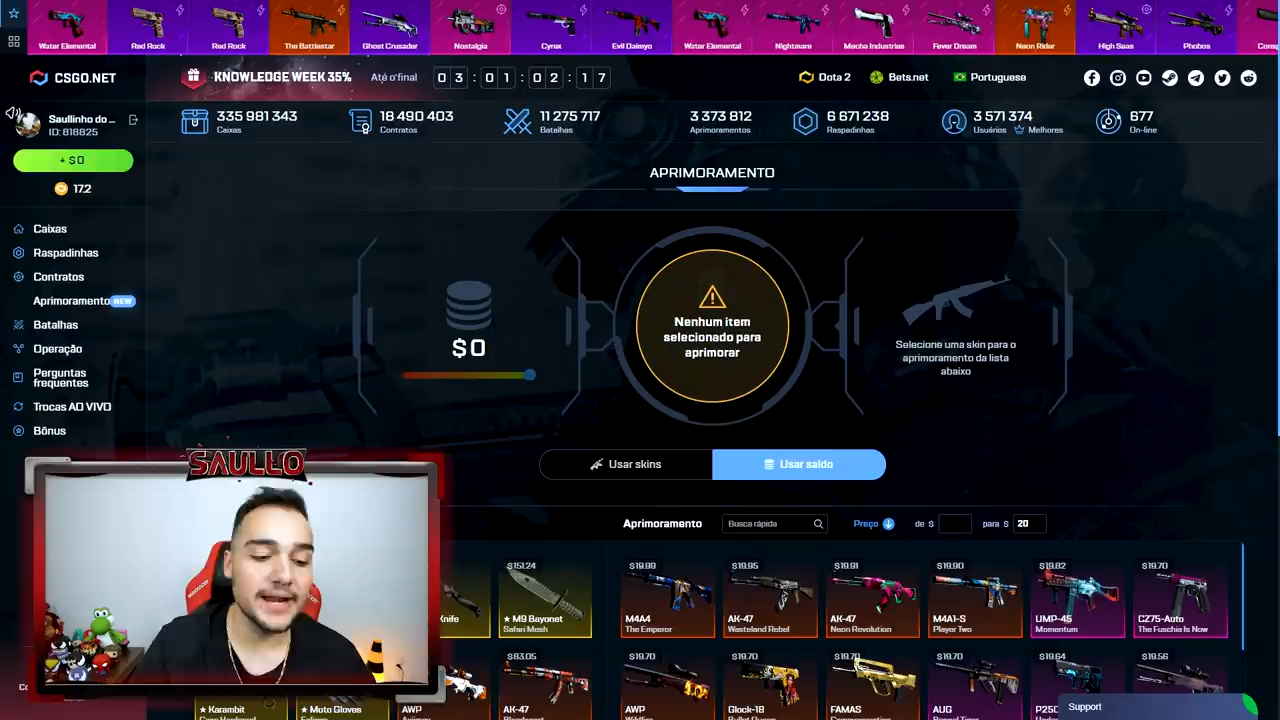 Water Elemental
Red Rock
Red Rock
The Battlestar
Ghost Crusader
Nostalgia
Cyrex
Evil Daimyo
Water Elemental
Nightmare
Mecha Industries
Fever Dream
Neon Rider
High Seas
Phobos
CSGO.NET
KNOWLEDGE WEEK 35%
Até o'final
03:01:02:17
Dota 2
Bets.net
Portuguese
Saullinho do ...
ID: 818825
+ $0
17.2
335 981 343
Caixas
18 490 403
Contratos
11 275 717
Batalhas
3 373 812
Aprimoramentos
6 671 238
Raspadinhas
3 571 374
Usuários
Melhores
677
On-line
Caixas
Raspadinhas
Contratos
Aprimoramento NEW
Batalhas
Operação
Perguntas
frequentes
Trocas AO VIVO
Bônus
APRIMORAMENTO
$0
Nenhum item
selecionado para
aprimorar
Selecione uma skin para o
aprimoramento da lista
abaixo
Usar skins
Usar saldo
SAULLO
Aprimoramento
Busca rápida
Preço
de $
para $ 20
Knife
$151.24
★ M9 Bayonet
Safari Mesh
$19.99
M4A4
The Emperor
$19.95
AK-47
Wasteland Rebel
$19.91
AK-47
Neon Revolution
$19.90
M4A1-S
Player Two
$19.82
UMP-45
Momentum
$19.70
CZ75-Auto
The Fuschia Is Now
★ Karambit
★ Moto Gloves
AWP
$83.05
AK-47
$19.70
AWP
$19.70
Glock-18
$19.70
FAMAS
$19.70
AUG
$19.64
P250
$19.56
Support